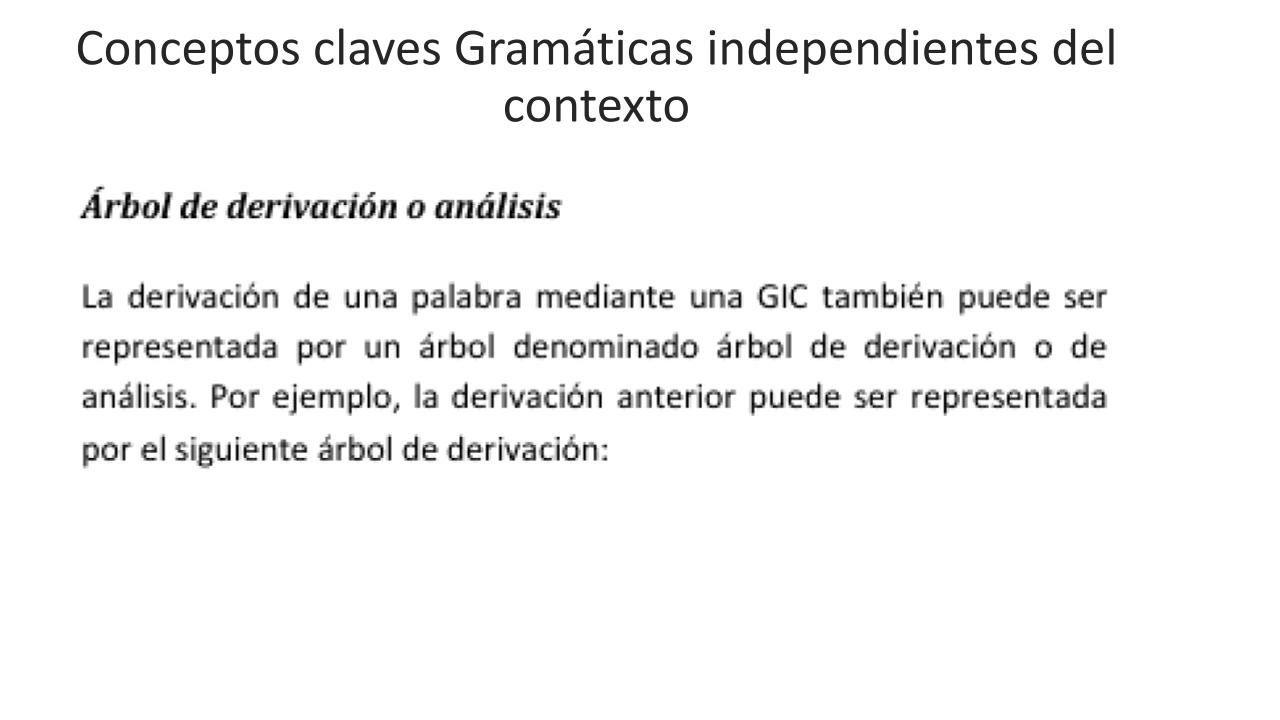 Conceptos claves Gramáticas independientes del
contexto
Árbol de derivación o análisis
La derivación de una palabra mediante una GIC también puede ser
representada por un árbol denominado árbol de derivación o de
análisis. Por ejemplo, la derivación anterior puede ser representada
por el siguiente árbol de derivación: